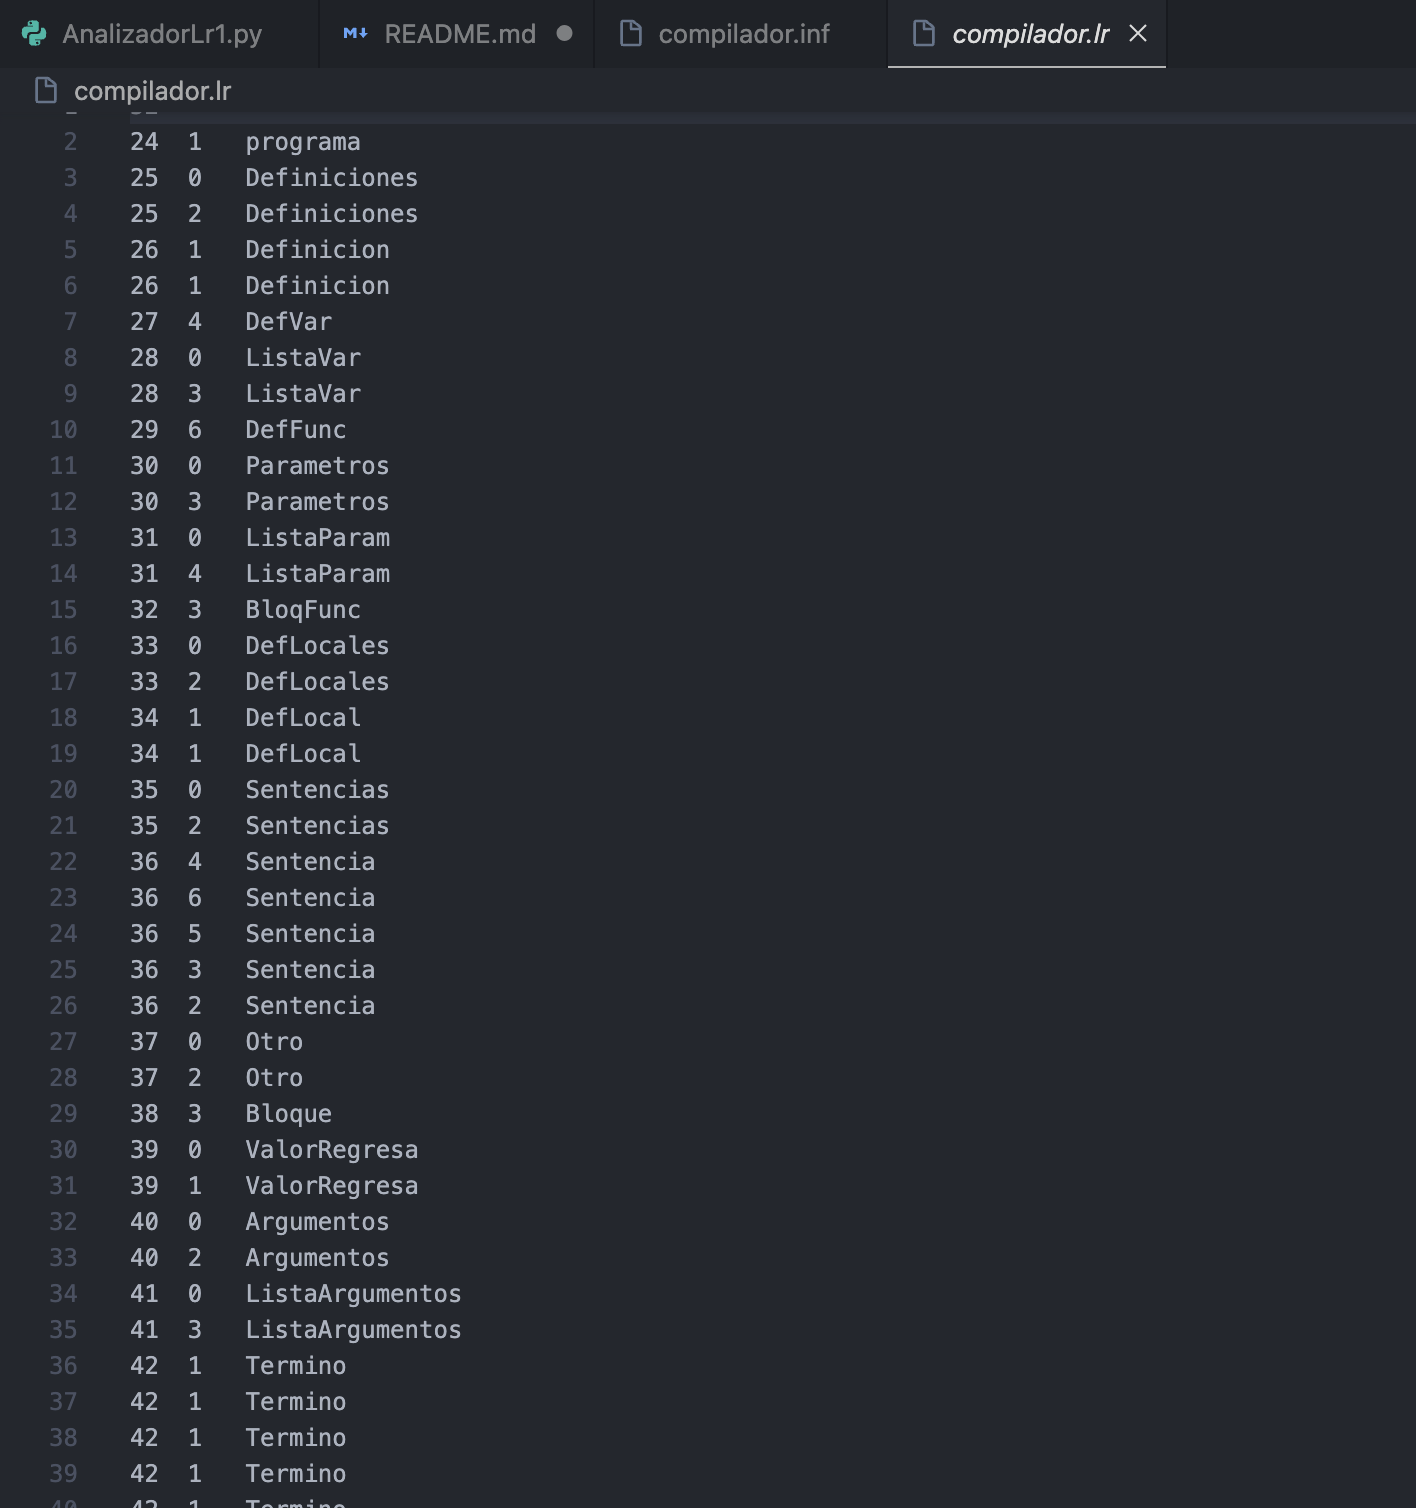 AnalizadorLr1.py README.md compilador.inf compilador.lr
compilador.lr
2 24 1 programa
3 25 0 Definiciones
4 25 2 Definiciones
5 26 1 Definicion
6 26 1 Definicion
7 27 4 DefVar
8 28 0 ListaVar
9 28 3 ListaVar
10 29 6 DefFunc
11 30 0 Parametros
12 30 3 Parametros
13 31 0 ListaParam
14 31 4 ListaParam
15 32 3 BloqFunc
16 33 0 DefLocales
17 33 2 DefLocales
18 34 1 DefLocal
19 34 1 DefLocal
20 35 0 Sentencias
21 35 2 Sentencias
22 36 4 Sentencia
23 36 6 Sentencia
24 36 5 Sentencia
25 36 3 Sentencia
26 36 2 Sentencia
27 37 0 Otro
28 37 2 Otro
29 38 3 Bloque
30 39 0 ValorRegresa
31 39 1 ValorRegresa
32 40 0 Argumentos
33 40 2 Argumentos
34 41 0 ListaArgumentos
35 41 3 ListaArgumentos
36 42 1 Termino
37 42 1 Termino
38 42 1 Termino
39 42 1 Termino
40 42 1 Termino